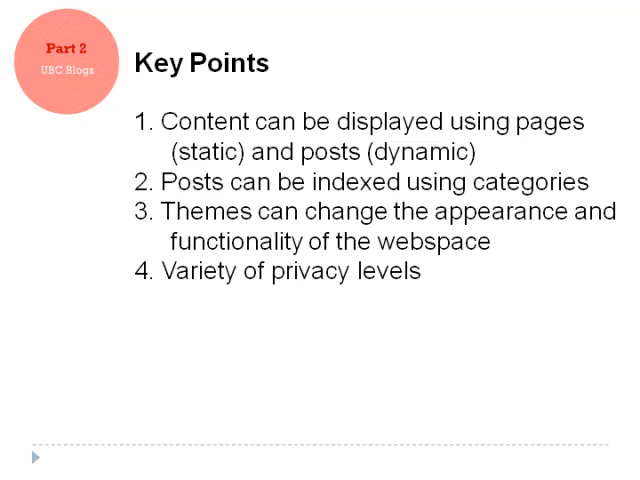 Part 2
UBC Blogs
Key Points
1. Content can be displayed using pages
(static) and posts (dynamic)
2. Posts can be indexed using categories
3. Themes can change the appearance and
functionality of the webspace
4. Variety of privacy levels